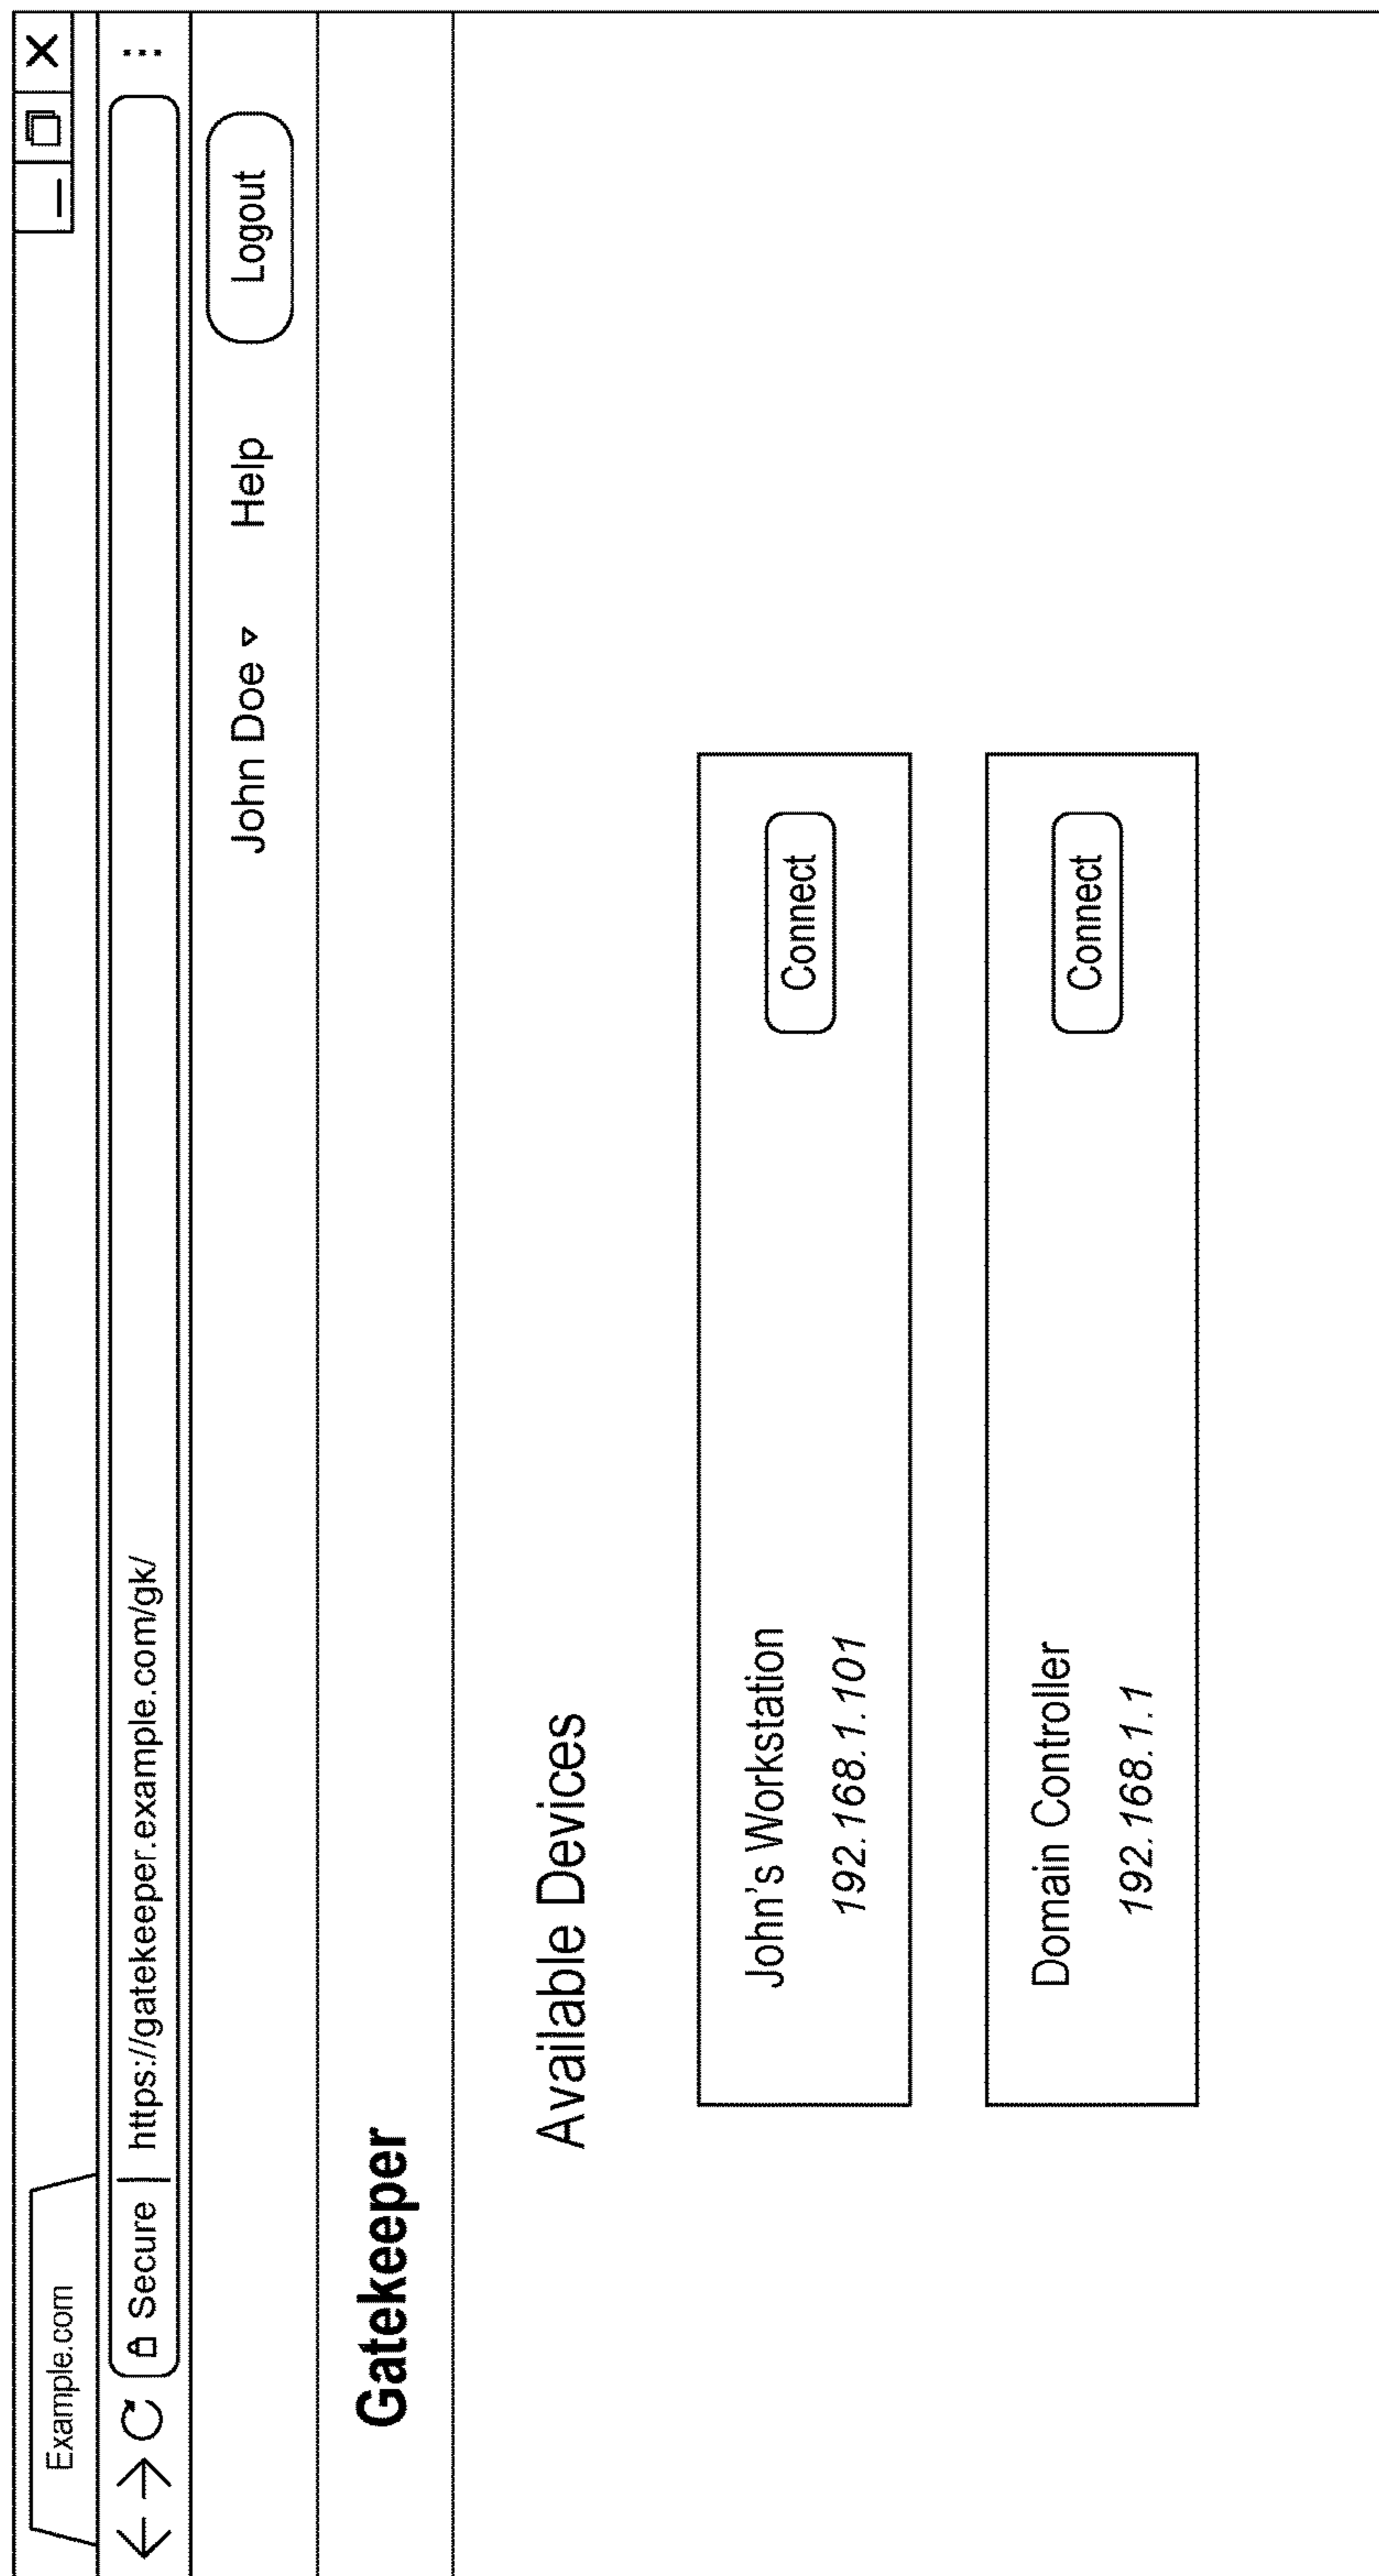 Example.com
Secure | https://gatekeeper.example.com/gk/
John Doe Help Logout
Gatekeeper
Available Devices
John's Workstation
192.168.1.101
Connect
Domain Controller
192.168.1.1
Connect